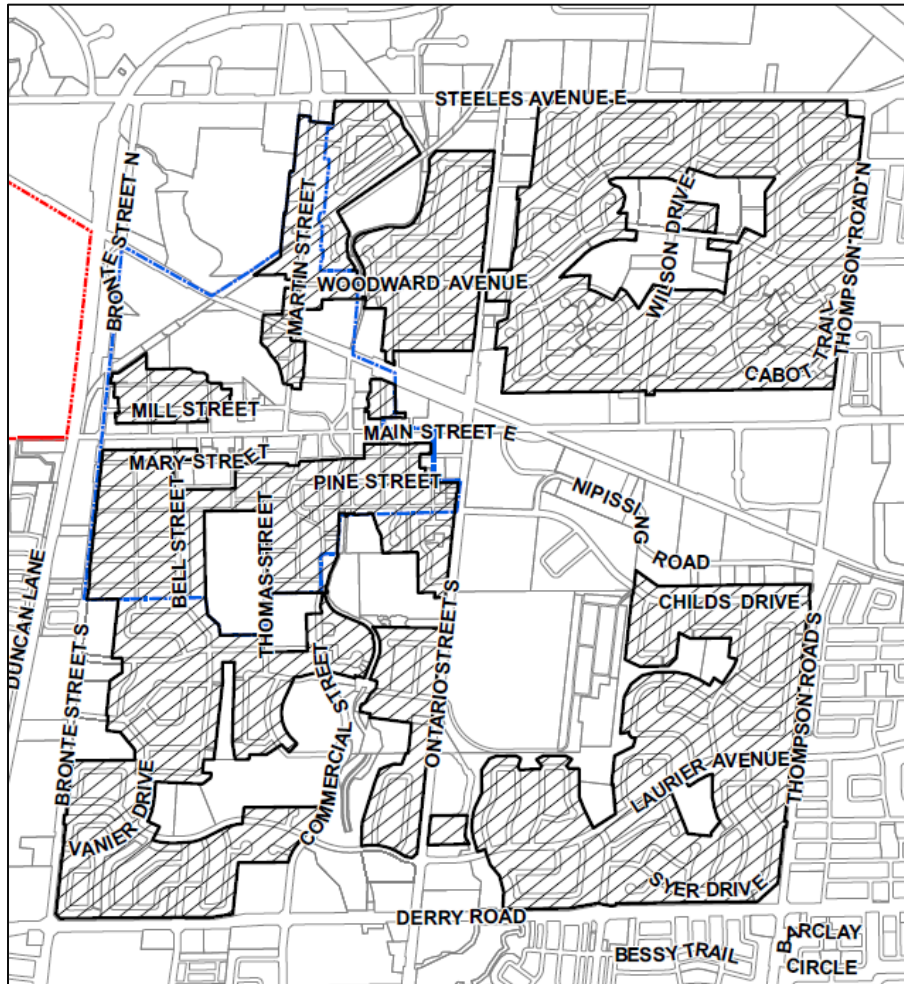 STEELES AVENUE E
BRONTE STREET N
MARTIN STREET
WILSON DRIVE
THOMPSON ROAD N
WOODWARD AVENUE
CABOT TRAIL
MILL STREET
MAIN STREET E
MARY STREET
PINE STREET
NIPISSING ROAD
BELL STREET
THOMAS STREET
DUNCAN LANE
CHILDS DRIVE
BRONTE STREET S
ONTARIO STREET S
COMMERCIAL STREET
THOMPSON ROAD S
LAURIER AVENUE
VANIER DRIVE
SYER DRIVE
DERRY ROAD
BESSY TRAIL
BARCLAY
CIRCLE